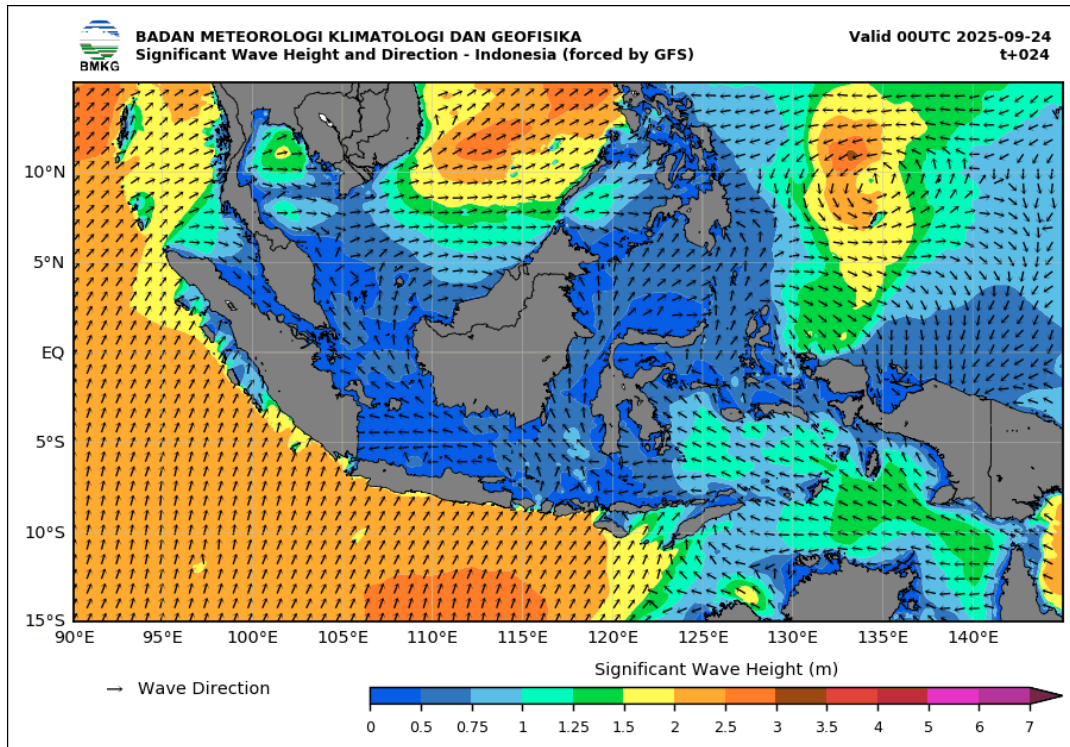 BMKG
BADAN METEOROLOGI KLIMATOLOGI DAN GEOFISIKA
Significant Wave Height and Direction - Indonesia (forced by GFS)
Valid 00UTC 2025-09-24
t+024
10°N
5°N
EQ
5°S
10°S
15°S
90°E 95°E 100°E 105°E 110°E 115°E 120°E 125°E 130°E 135°E 140°E
Wave Direction
Significant Wave Height (m)
0 0.5 0.75 1 1.25 1.5 2 2.5 3 3.5 4 5 6 7